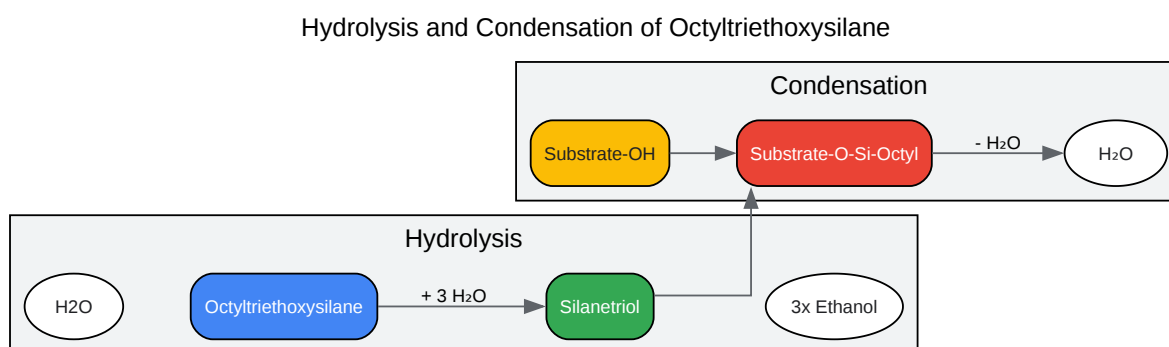 Hydrolysis and Condensation of Octyltriethoxysilane
Condensation
Substrate-OH
Substrate-O-Si-Octyl
- H₂O
H₂O
Hydrolysis
H2O
Octyltriethoxysilane
+ 3 H₂O
Silanetriol
3x Ethanol